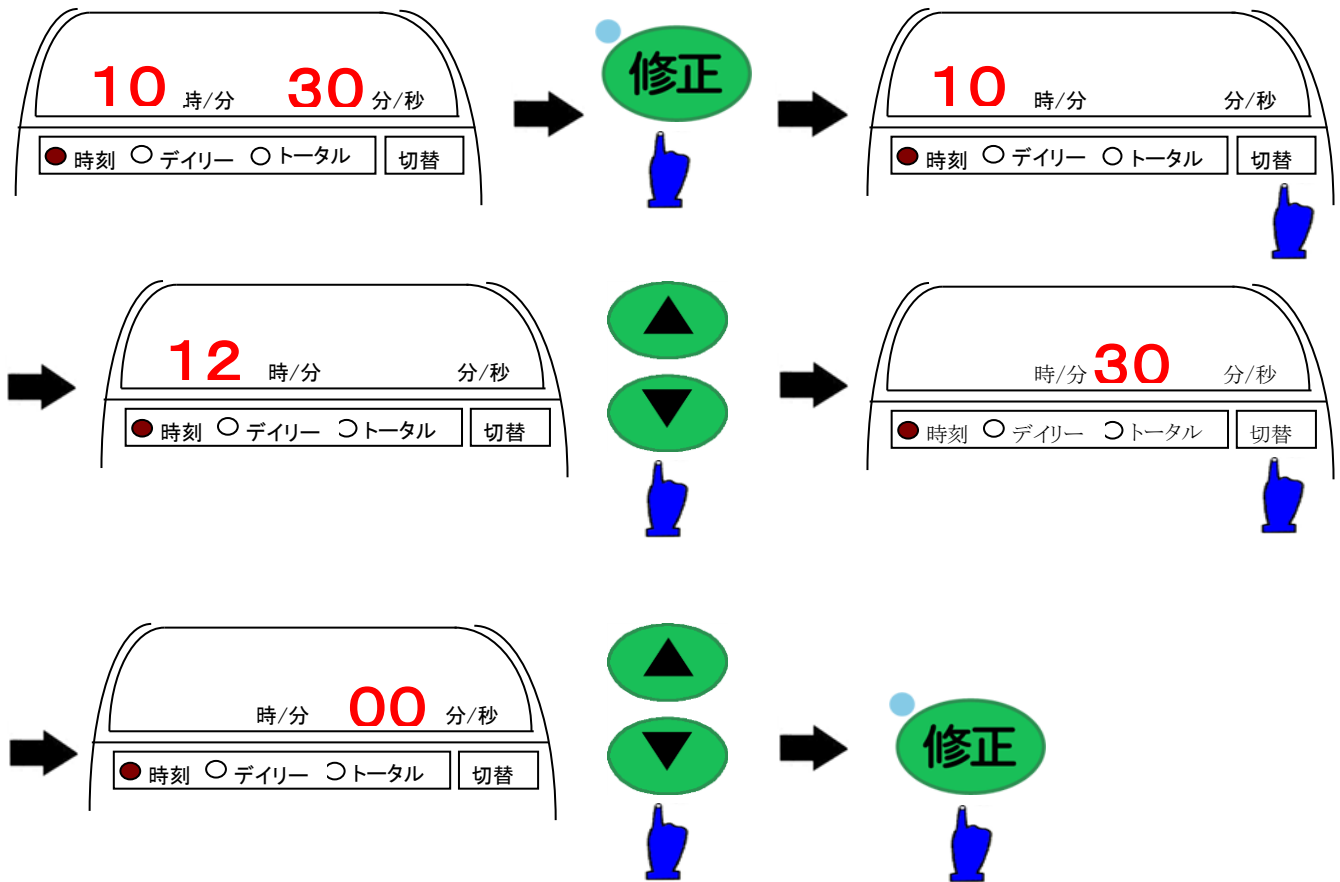 10 時/分 30 分/秒
時刻 デイリー トータル 切替
修正
10 時/分 分/秒
時刻 デイリー トータル 切替
12 時/分 分/秒
時刻 デイリー トータル 切替
▲
▼
時/分 30 分/秒
時刻 デイリー トータル 切替
時/分 00 分/秒
時刻 デイリー トータル 切替
▲
▼
修正